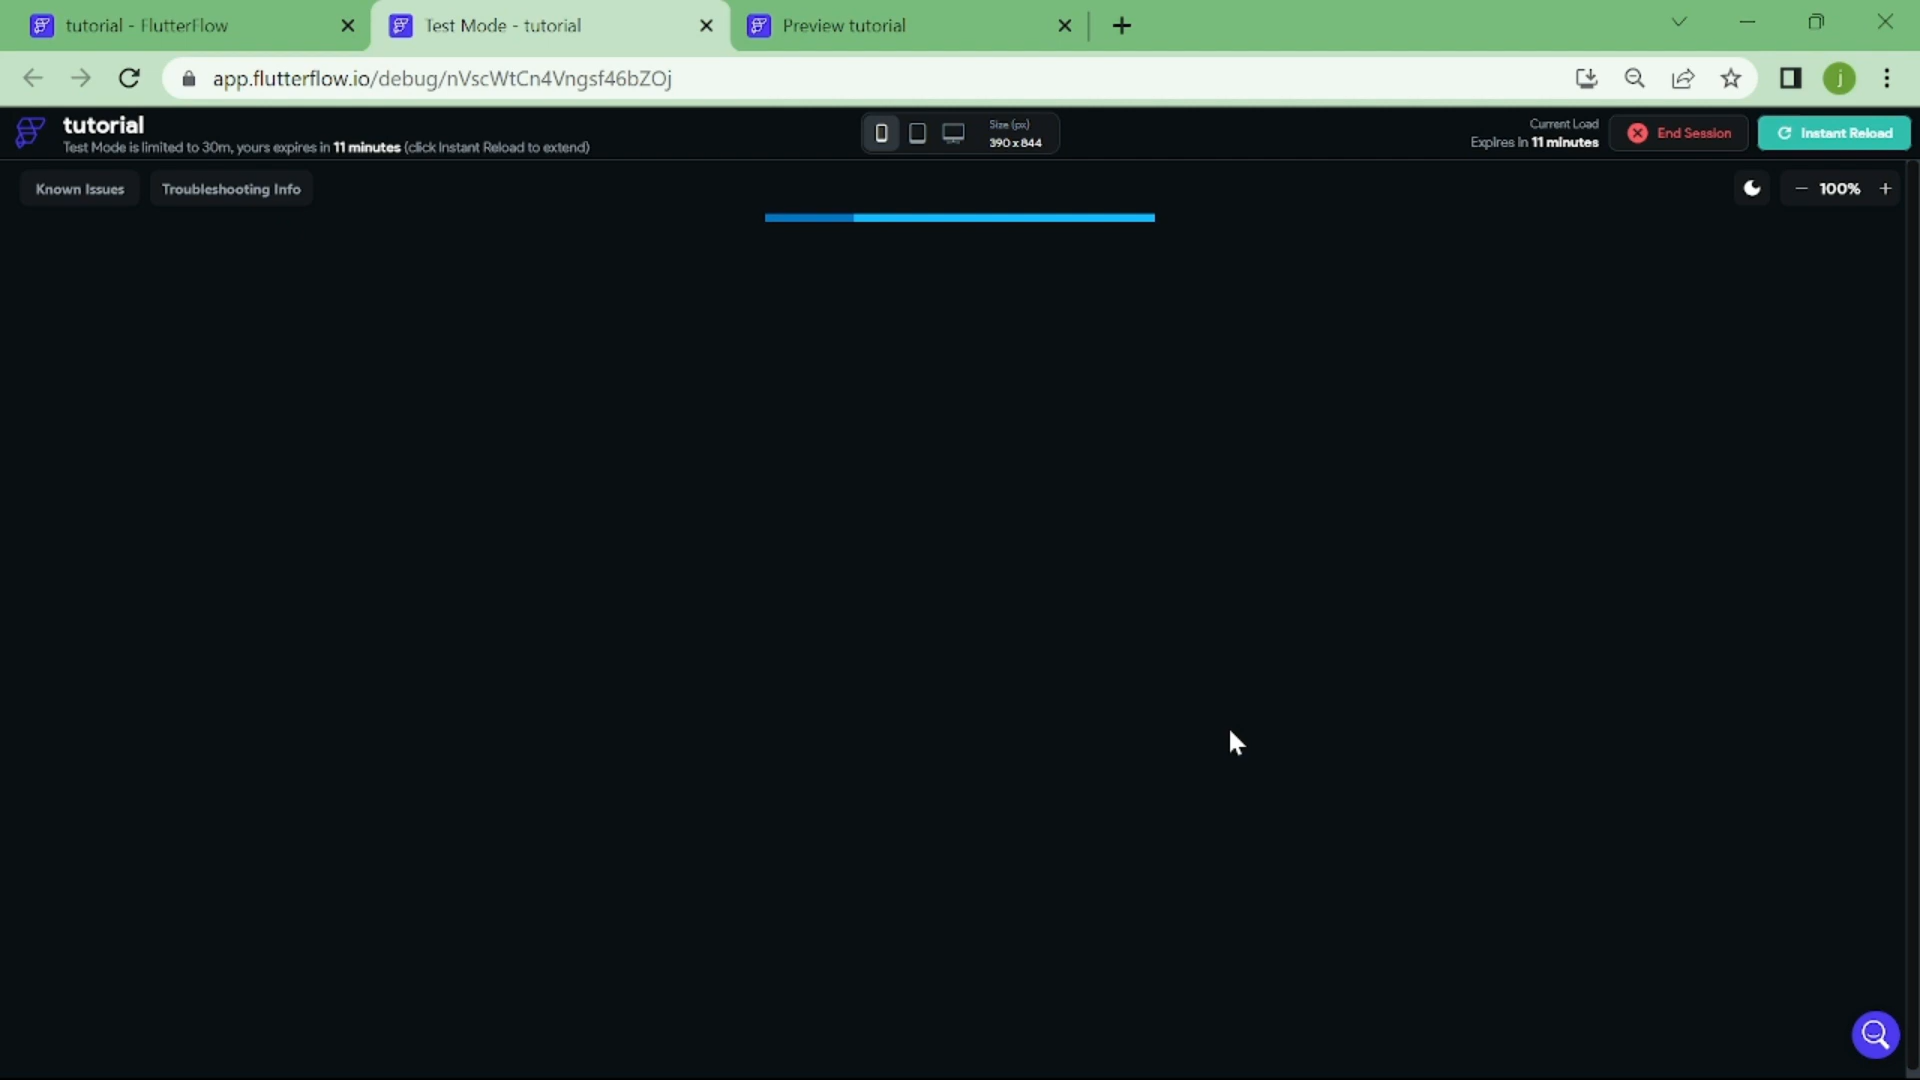 tutorial - FlutterFlow
Test Mode - tutorial
Preview tutorial
app.flutterflow.io/debug/nVscWtCn4Vngsf46bZOj
j
tutorial
Test Mode is limited to 30m, yours expires in 11 minutes (click Instant Reload to extend)
Size (px)
390 x 844
Current Load
Expires in 11 minutes
End Session
Instant Reload
Known Issues
Troubleshooting Info
100%